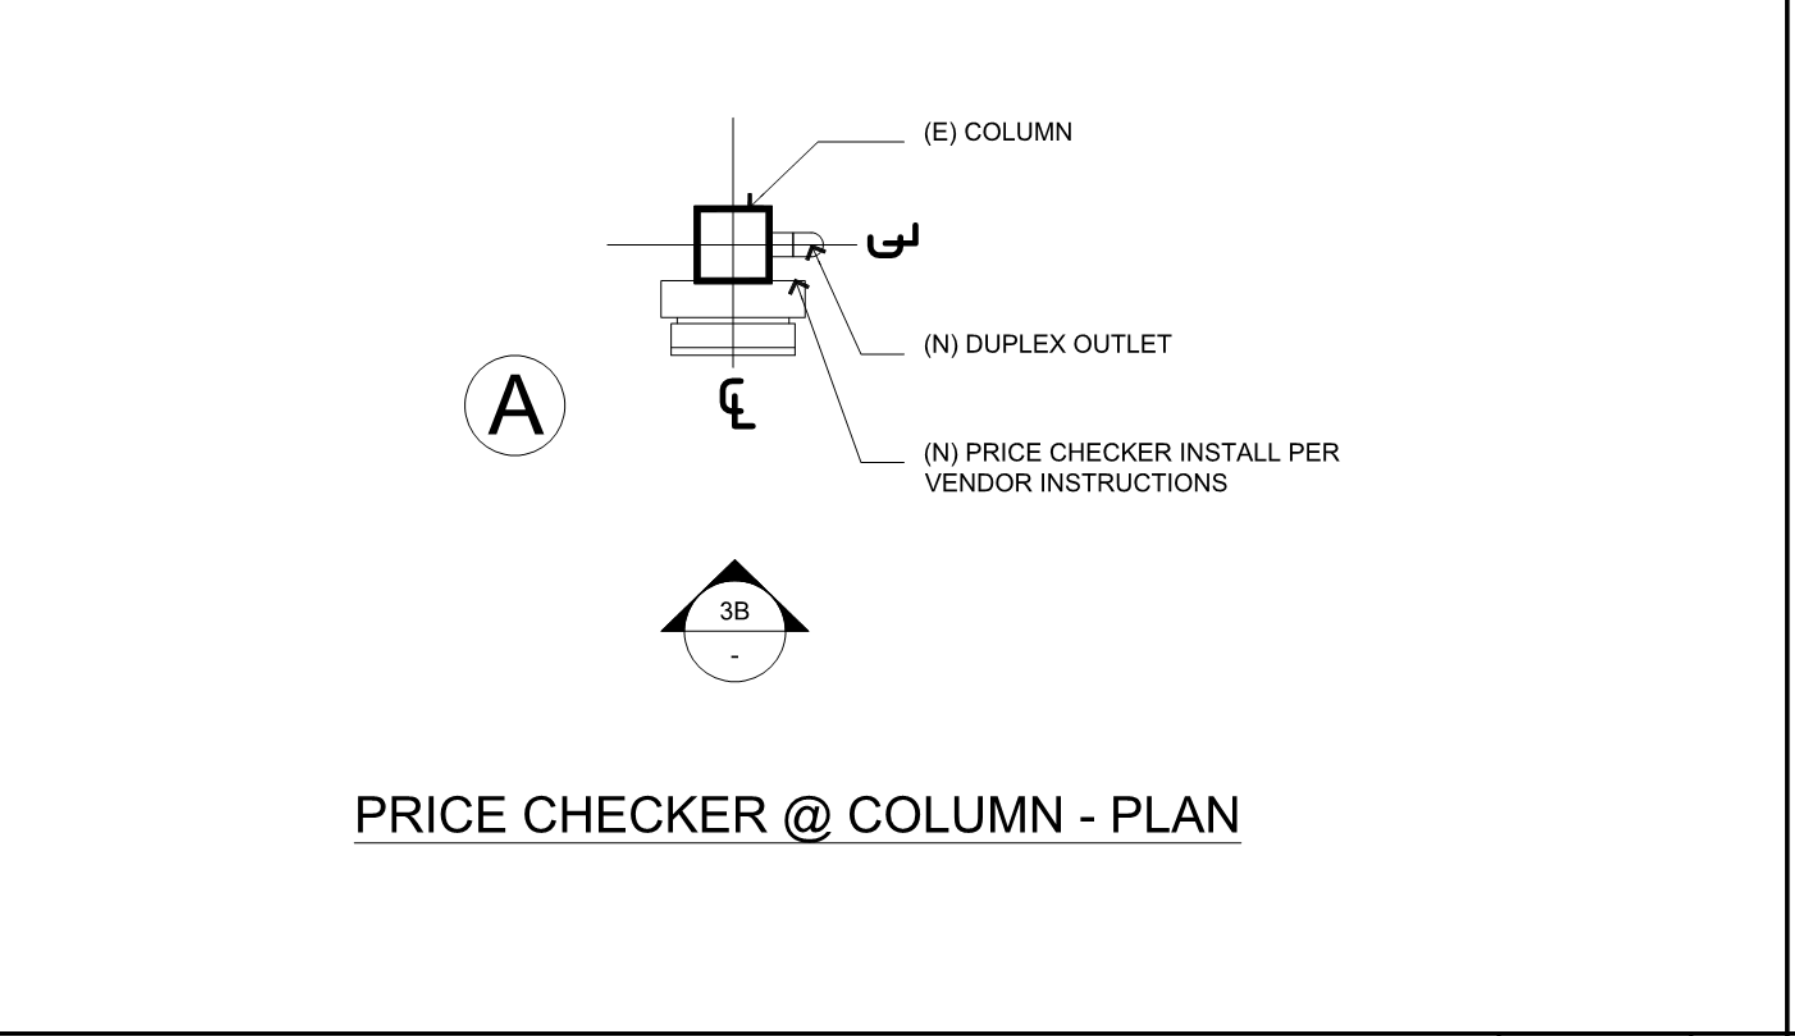 (E) COLUMN
℄
(N) DUPLEX OUTLET
A
℄
(N) PRICE CHECKER INSTALL PER
VENDOR INSTRUCTIONS
3B
-
PRICE CHECKER @ COLUMN - PLAN